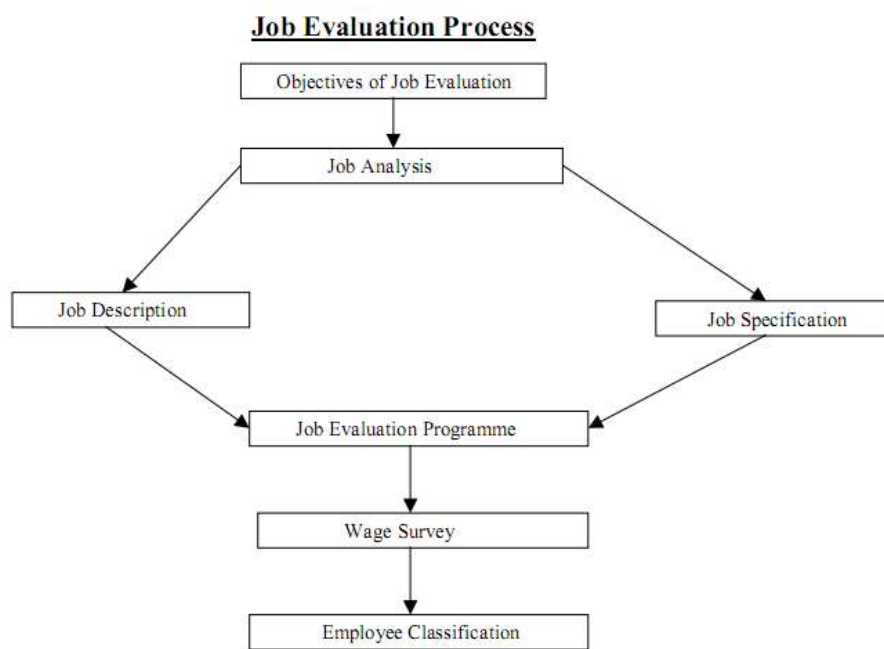 Job Evaluation Process
Objectives of Job Evaluation
Job Analysis
Job Description
Job Specification
Job Evaluation Programme
Wage Survey
Employee Classification